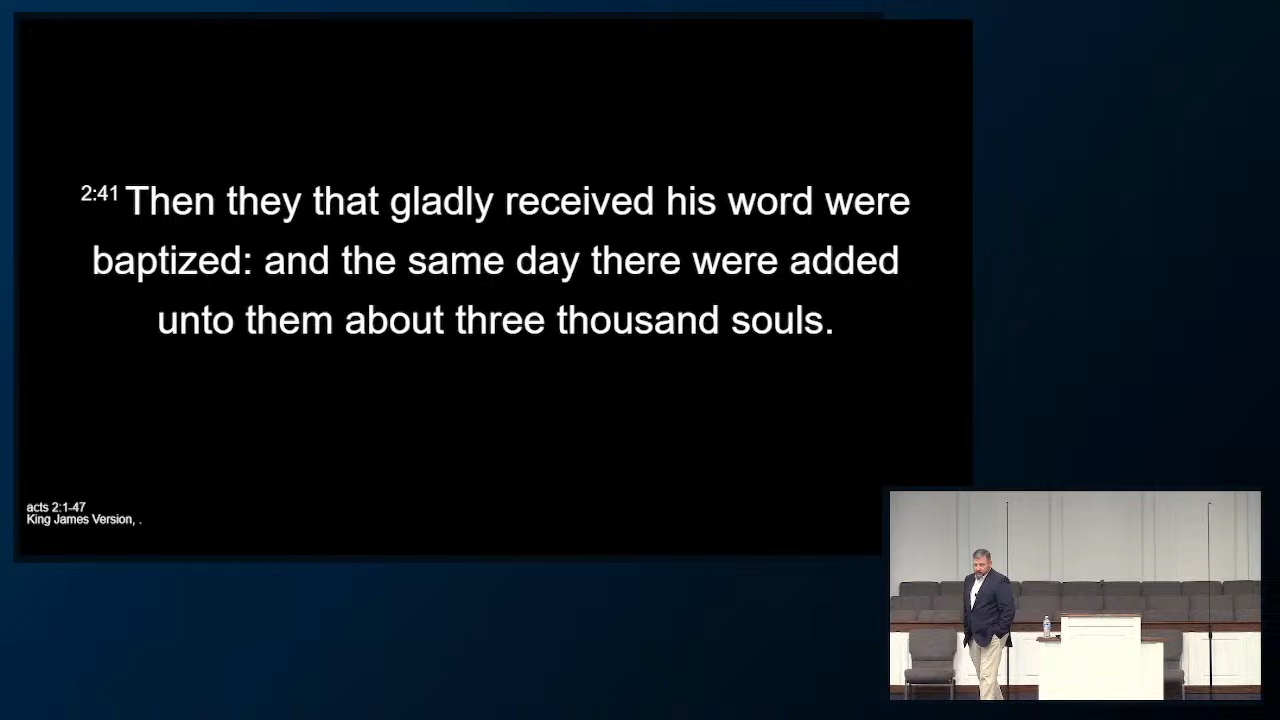 2:41 Then they that gladly received his word were
baptized: and the same day there were added
unto them about three thousand souls.
acts 2:1-47
King James Version, .